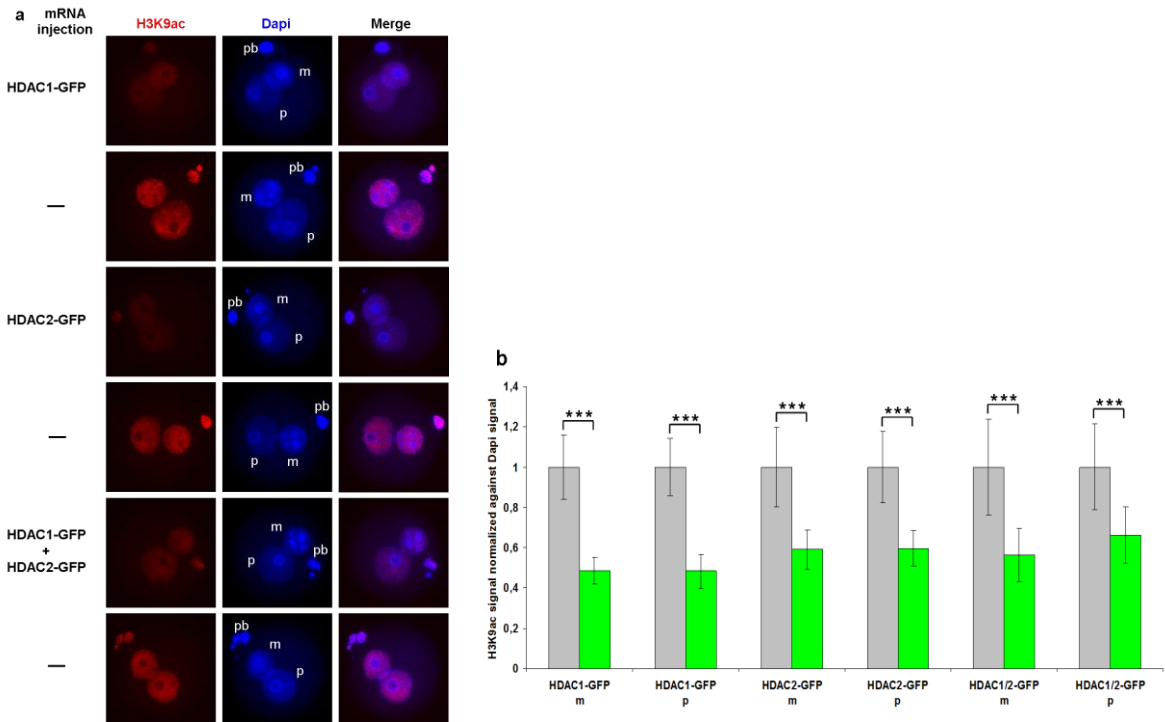 a
mRNA
injection
H3K9ac
Dapi
Merge
HDAC1-GFP
pb
m
p
—
pb
m
p
HDAC2-GFP
pb
m
p
—
pb
p
m
HDAC1-GFP
+
HDAC2-GFP
m
pb
p
—
pb
m
p
b
H3K9ac signal normalized against Dapi signal
1,4
1,2
1
0,8
0,6
0,4
0,2
0
*** *** *** *** *** ***
HDAC1-GFP HDAC1-GFP HDAC2-GFP HDAC2-GFP HDAC1/2-GFP HDAC1/2-GFP
m p m p m p